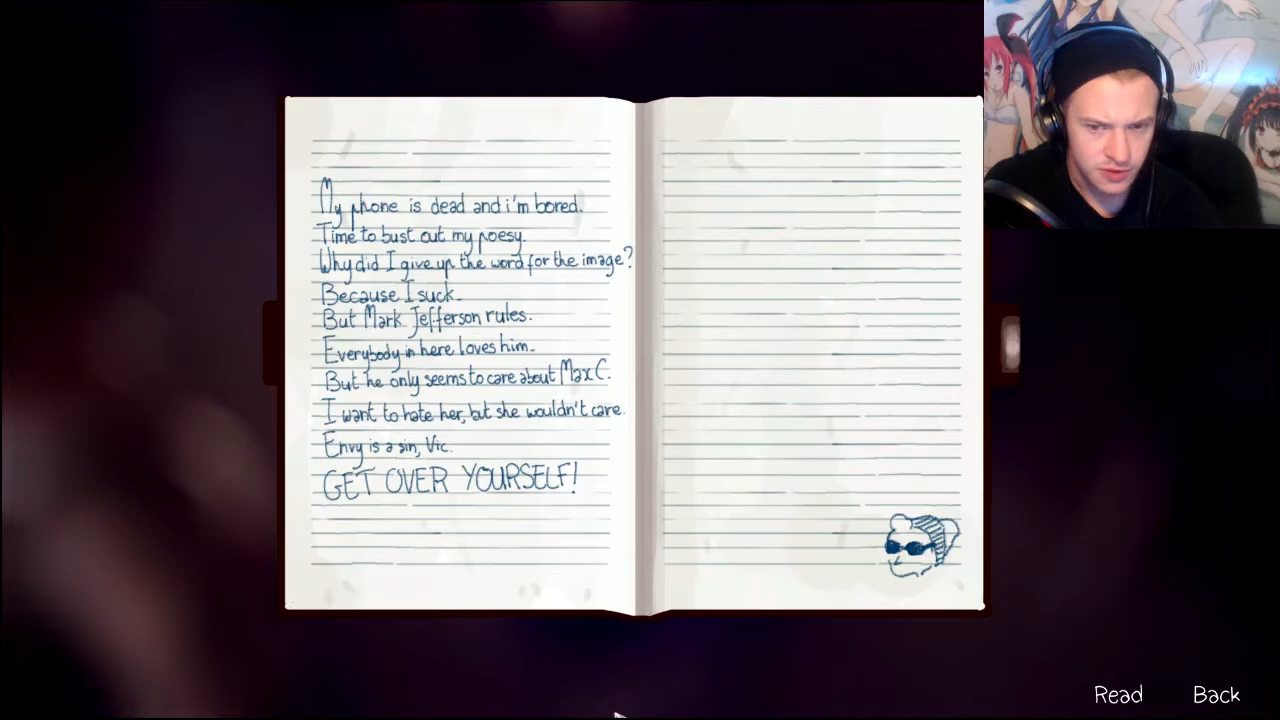 My phone is dead and i'm bored.
Time to bust out my poesy.
Why did I give up the word for the image?
Because I suck.
But Mark Jefferson rules.
Everybody in here loves him.
But he only seems to care about Max C.
I want to hate her, but she wouldn't care.
Envy is a sin, Vic.
GET OVER YOURSELF!
Read Back